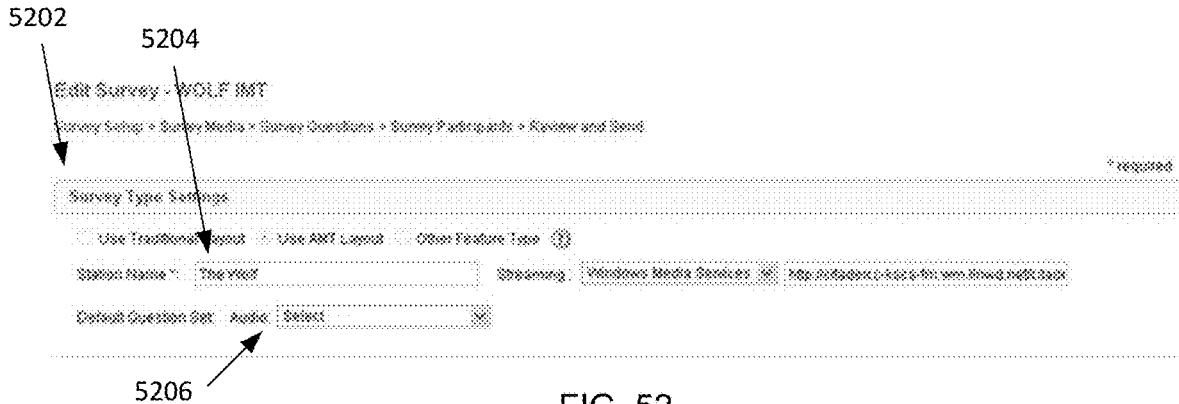 5202
5204
Edit Survey - WOLF IMT
Survey Setup > Survey Media > Survey Questions > Survey Participants > Review and Send
* required
Survey Type Settings
Use Traditional Layout Use AMT Layout Other Feature Type ?
Station Name * The Wolf Streaming Windows Media Services
Default Question Set Audio Select
5206
FIG. 52